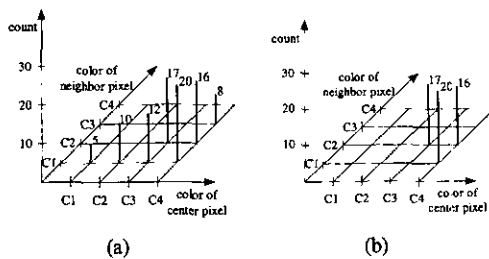 count
30
20
10
color of
neighbor pixel
C4
C3
C2
C1
5
10
12
17
20
16
8
C1 C2 C3 C4
color of
center pixel
(a)
count
30
20
10
color of
neighbor pixel
C4
C3
C2
C1
17
20
16
C1 C2 C3 C4
color of
center pixel
(b)